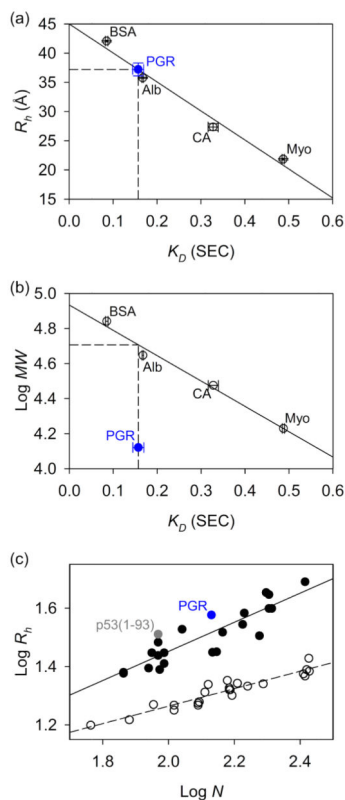 (a)
45
40
35
30
25
20
15
R_h (Å)
BSA
PGR
Alb
CA
Myo
0.0 0.1 0.2 0.3 0.4 0.5 0.6
K_D (SEC)
(b)
5.0
4.8
4.6
4.4
4.2
4.0
Log MW
BSA
Alb
CA
PGR
Myo
0.0 0.1 0.2 0.3 0.4 0.5 0.6
K_D (SEC)
(c)
1.6
1.4
1.2
Log R_h
PGR
p53(1-93)
1.8 2.0 2.2 2.4
Log N